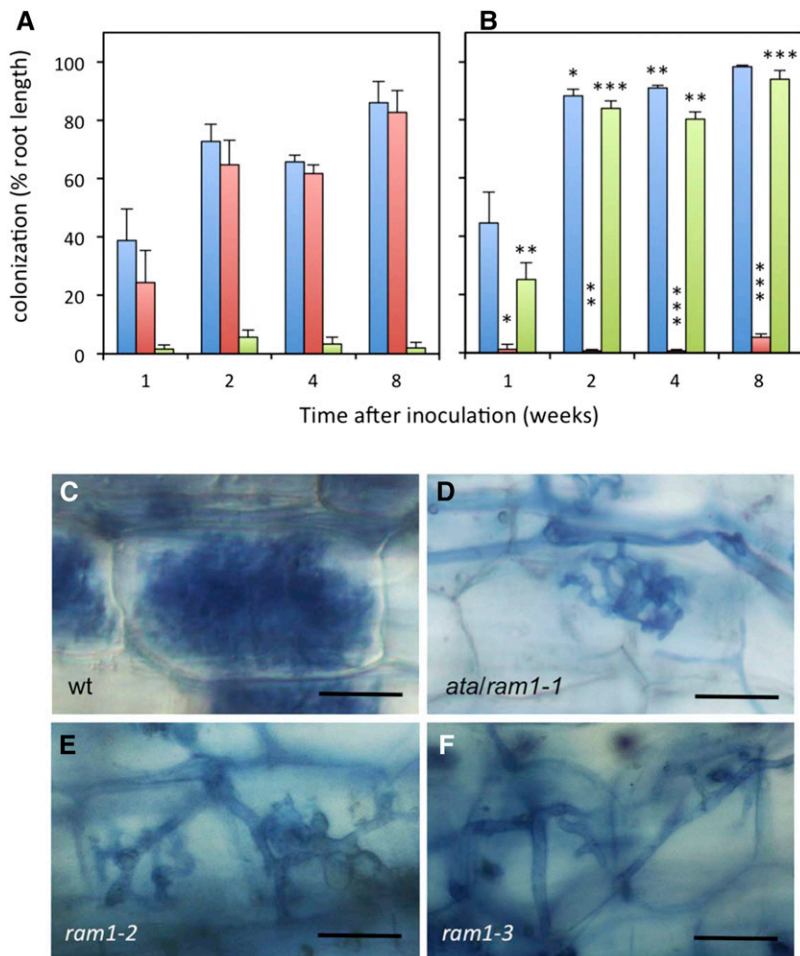 A
B
colonization (% root length)
100
80
60
40
20
0
*
**
*
**
***
**
***
**
***
***
1 2 4 8
1 2 4 8
Time after inoculation (weeks)
C
wt
D
ata/ram1-1
E
ram1-2
F
ram1-3